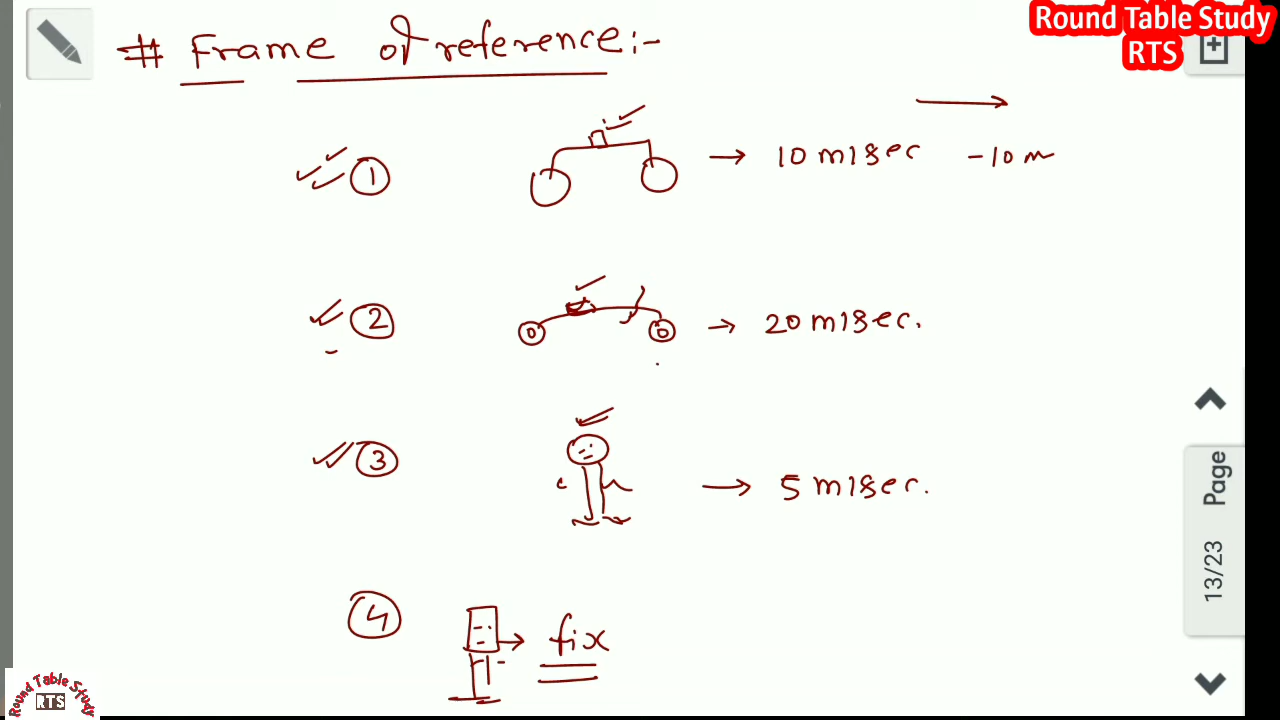 Round Table Study
RTS
# Frame of reference:-
1 → 10 m/sec -10 m
2 → 20 m/sec.
3 → 5 m/sec.
4 → fix
Page
13/23
Round Table Study
RTS